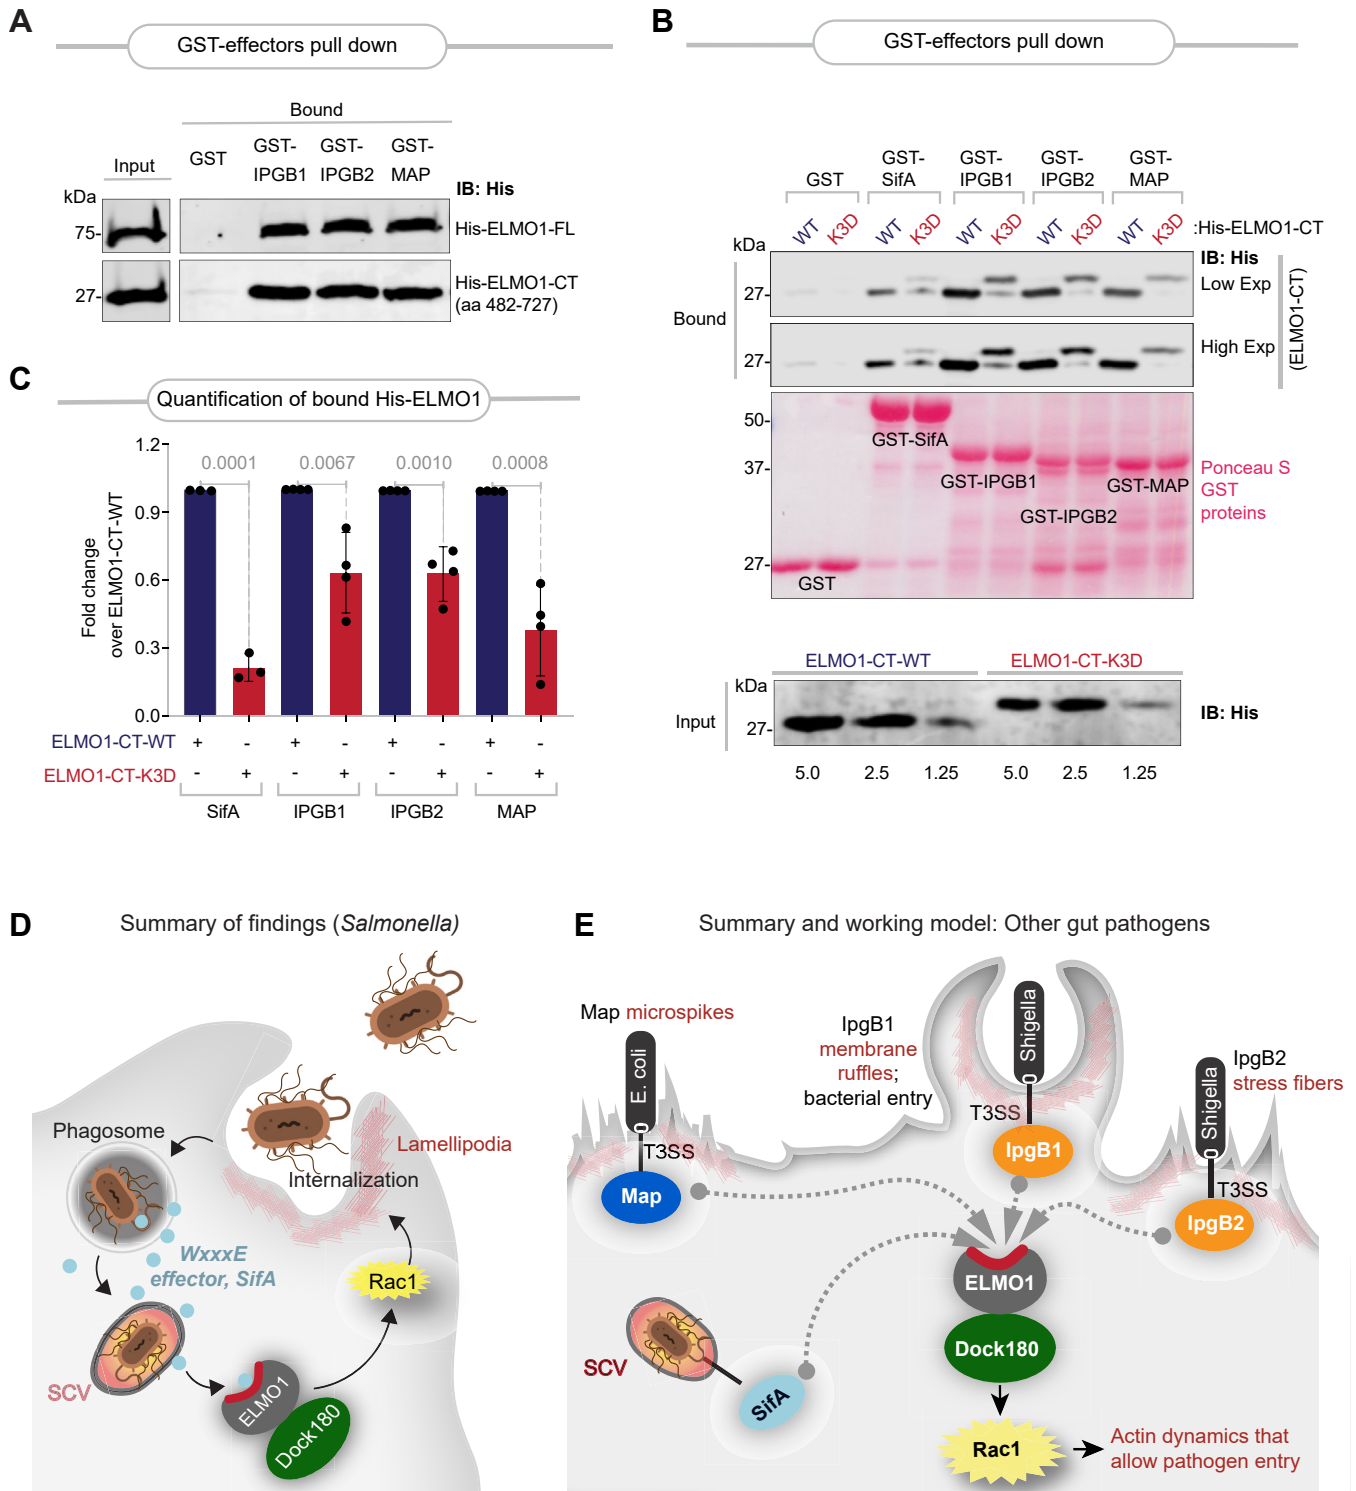 A
GST-effectors pull down
Bound
Input
GST
GST-
IPGB1
GST-
IPGB2
GST-
MAP
kDa
IB: His
75-
His-ELMO1-FL
27-
His-ELMO1-CT
(aa 482-727)
B
GST-effectors pull down
GST
GST-
SifA
GST-
IPGB1
GST-
IPGB2
GST-
MAP
WT K3D WT K3D WT K3D WT K3D WT K3D :His-ELMO1-CT
kDa
IB: His
Low Exp
27-
Bound
High Exp
27-
(ELMO1-CT)
50-
GST-SifA
37-
GST-IPGB1
GST-MAP
GST-IPGB2
Ponceau S
GST
proteins
27-
GST
ELMO1-CT-WT
ELMO1-CT-K3D
kDa
Input
27-
IB: His
5.0 2.5 1.25 5.0 2.5 1.25
C
Quantification of bound His-ELMO1
Fold change
over ELMO1-CT-WT
1.2
0.9
0.6
0.3
0.0
0.0001 0.0067 0.0010 0.0008
ELMO1-CT-WT + - + - + - + -
ELMO1-CT-K3D - + - + - + - +
SifA IPGB1 IPGB2 MAP
D
Summary of findings (Salmonella)
Phagosome
Lamellipodia
Internalization
WxxxE
effector, SifA
Rac1
SCV
ELMO1
Dock180
E
Summary and working model: Other gut pathogens
Map microspikes
E. coli
T3SS
Map
IpgB1
membrane
ruffles;
bacterial entry
Shigella
T3SS
IpgB1
IpgB2
stress fibers
Shigella
T3SS
IpgB2
ELMO1
Dock180
SCV
SifA
Rac1
Actin dynamics that
allow pathogen entry